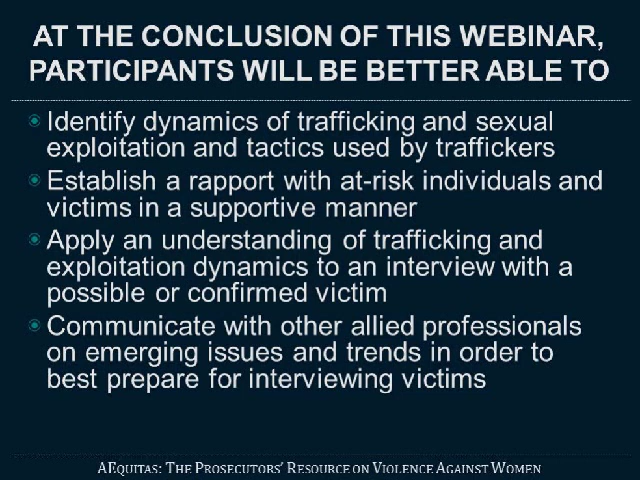 AT THE CONCLUSION OF THIS WEBINAR,
PARTICIPANTS WILL BE BETTER ABLE TO
Identify dynamics of trafficking and sexual
exploitation and tactics used by traffickers
Establish a rapport with at-risk individuals and
victims in a supportive manner
Apply an understanding of trafficking and
exploitation dynamics to an interview with a
possible or confirmed victim
Communicate with other allied professionals
on emerging issues and trends in order to
best prepare for interviewing victims
AEQUITAS: THE PROSECUTORS' RESOURCE ON VIOLENCE AGAINST WOMEN